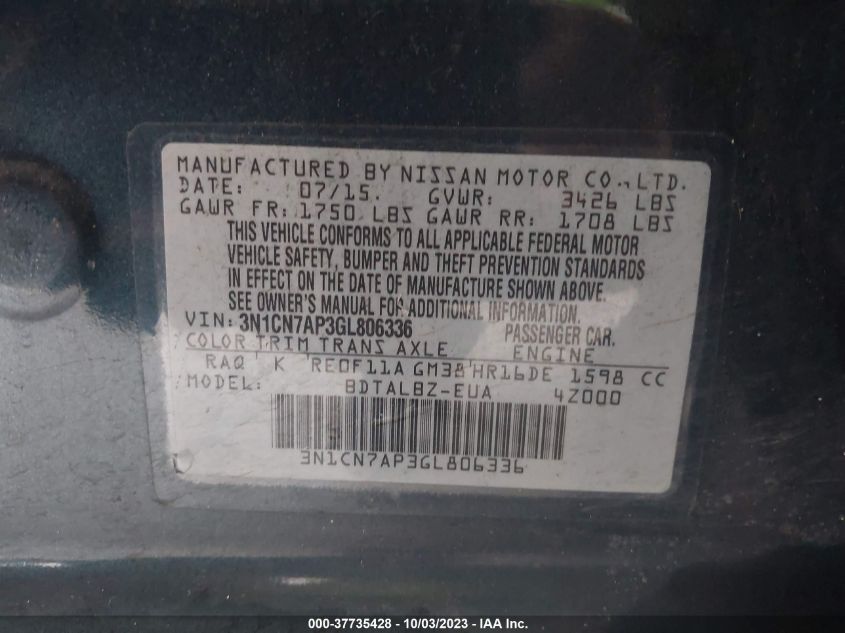 MANUFACTURED BY NISSAN MOTOR CO., LTD.
DATE: 07/15. GVWR: 3426 LBS
GAWR FR: 1750 LBS GAWR RR: 1708 LBS
THIS VEHICLE CONFORMS TO ALL APPLICABLE FEDERAL MOTOR
VEHICLE SAFETY, BUMPER AND THEFT PREVENTION STANDARDS
IN EFFECT ON THE DATE OF MANUFACTURE SHOWN ABOVE.
SEE OWNER'S MANUAL FOR ADDITIONAL INFORMATION.
VIN: 3N1CN7AP3GL806336 PASSENGER CAR.
COLOR TRIM TRANS AXLE ENGINE
RAQ K RE0F11A GM38 HR16DE 1598 CC
MODEL: BDTALBZ-EUA 4Z000
3N1CN7AP3GL806336
000-37735428 - 10/03/2023 - IAA Inc.